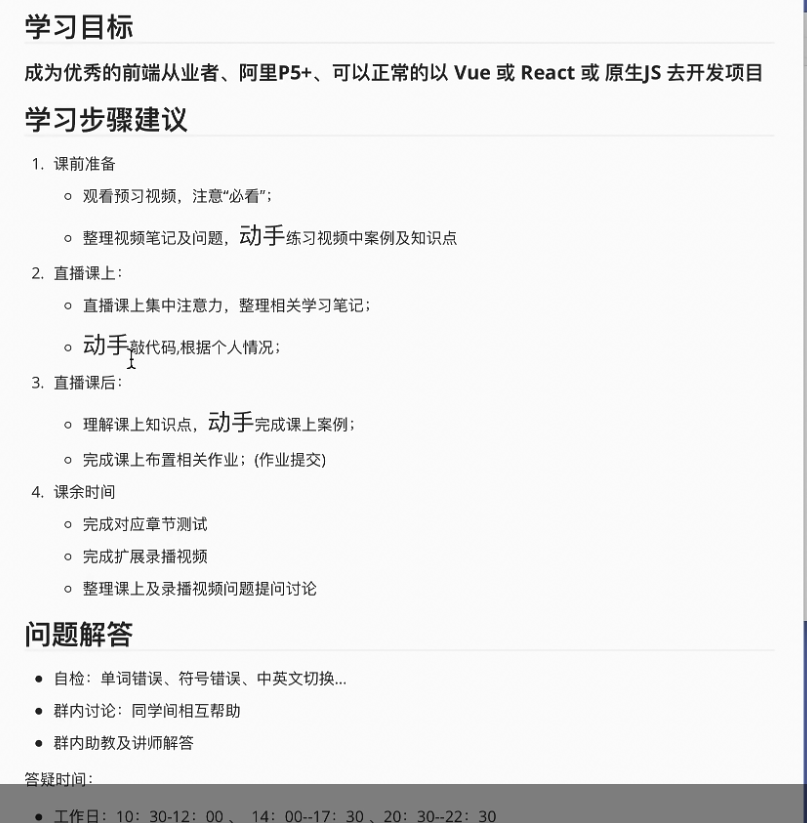 学习目标
成为优秀的前端从业者、阿里P5+、可以正常的以 Vue 或 React 或 原生JS 去开发项目
学习步骤建议
1. 课前准备
观看预习视频，注意“必看”；
整理视频笔记及问题，动手练习视频中案例及知识点
2. 直播课上：
直播课上集中注意力，整理相关学习笔记；
动手敲代码,根据个人情况；
3. 直播课后：
理解课上知识点，动手完成课上案例；
完成课上布置相关作业；(作业提交)
4. 课余时间
完成对应章节测试
完成扩展录播视频
整理课上及录播视频问题提问讨论
问题解答
自检：单词错误、符号错误、中英文切换...
群内讨论：同学间相互帮助
群内助教及讲师解答
答疑时间：
工作日：10：30-12：00 、 14：00--17：30 、20：30--22：30